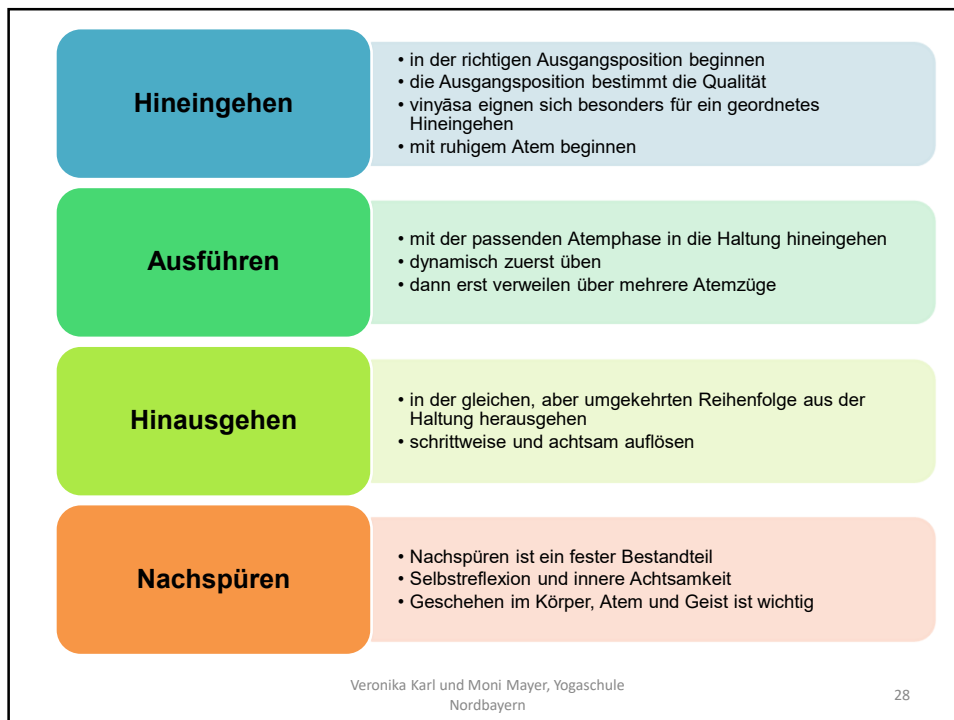 Hineingehen
• in der richtigen Ausgangsposition beginnen
• die Ausgangsposition bestimmt die Qualität
• vinyāsa eignen sich besonders für ein geordnetes
Hineingehen
• mit ruhigem Atem beginnen
Ausführen
• mit der passenden Atemphase in die Haltung hineingehen
• dynamisch zuerst üben
• dann erst verweilen über mehrere Atemzüge
Hinausgehen
• in der gleichen, aber umgekehrten Reihenfolge aus der
Haltung herausgehen
• schrittweise und achtsam auflösen
Nachspüren
• Nachspüren ist ein fester Bestandteil
• Selbstreflexion und innere Achtsamkeit
• Geschehen im Körper, Atem und Geist ist wichtig
Veronika Karl und Moni Mayer, Yogaschule
Nordbayern
28